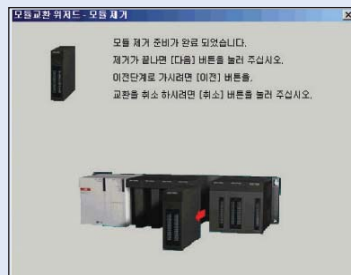 모듈교환 위저드 - 모듈 제거
모듈 제거 준비가 완료 되었습니다.
제거가 끝나면 [다음] 버튼을 눌러 주십시오.
이전단계로 가시려면 [이전] 버튼을.
교환을 취소 하시려면 [취소] 버튼을 눌러 주십시오.